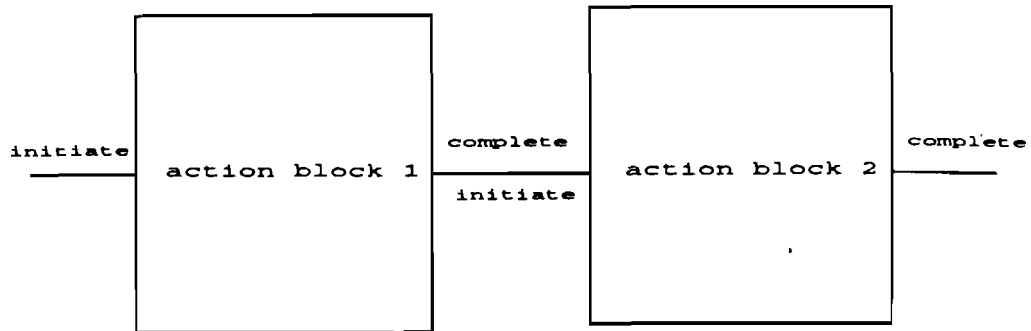 initiate
action block 1
complete
initiate
action block 2
complete